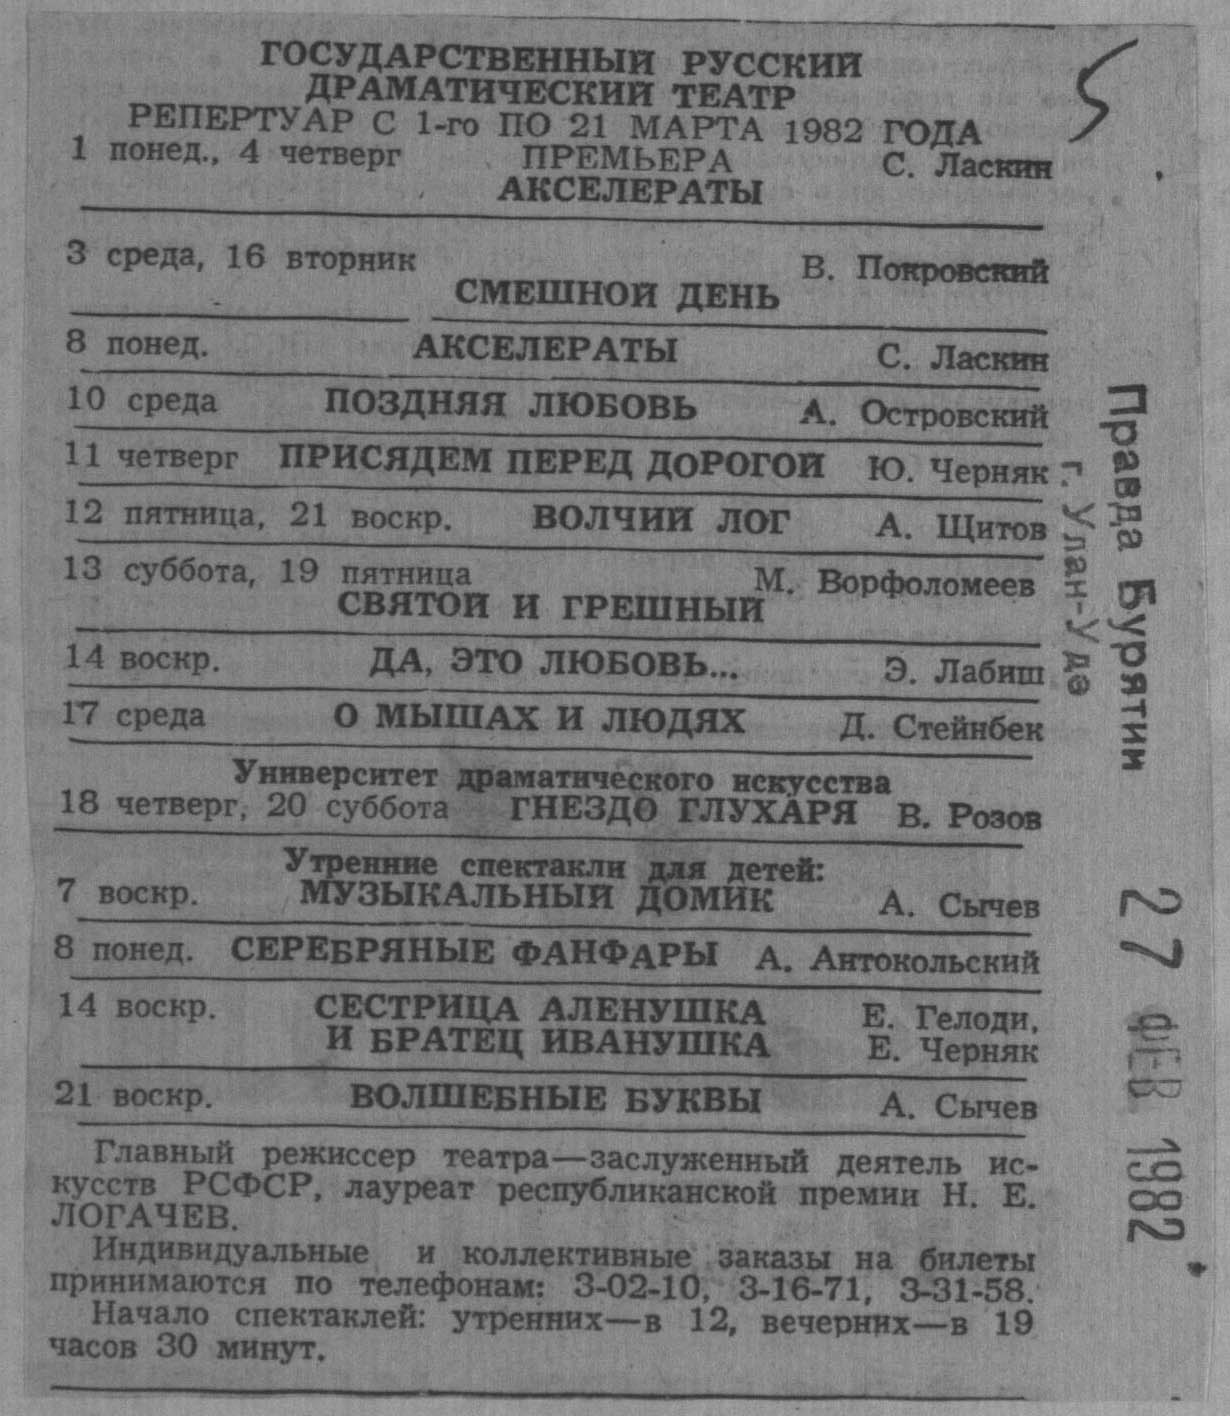 ГОСУДАРСТВЕННЫЙ РУССКИЙ
ДРАМАТИЧЕСКИЙ ТЕАТР
РЕПЕРТУАР С 1-го ПО 21 МАРТА 1982 ГОДА
1 понед., 4 четверг ПРЕМЬЕРА С. Ласкин
АКСЕЛЕРАТЫ
3 среда, 16 вторник В. Покровский
СМЕШНОЙ ДЕНЬ
8 понед. АКСЕЛЕРАТЫ С. Ласкин
10 среда ПОЗДНЯЯ ЛЮБОВЬ А. Островский
11 четверг ПРИСЯДЕМ ПЕРЕД ДОРОГОЙ Ю. Черняк
12 пятница, 21 воскр. ВОЛЧИЙ ЛОГ А. Щитов
13 суббота, 19 пятница М. Ворфоломеев
СВЯТОЙ И ГРЕШНЫЙ
14 воскр. ДА, ЭТО ЛЮБОВЬ... Э. Лабиш
17 среда О МЫШАХ И ЛЮДЯХ Д. Стейнбек
Университет драматического искусства
18 четверг, 20 суббота ГНЕЗДО ГЛУХАРЯ В. Розов
Утренние спектакли для детей:
7 воскр. МУЗЫКАЛЬНЫЙ ДОМИК А. Сычев
8 понед. СЕРЕБРЯНЫЕ ФАНФАРЫ А. Антокольский
14 воскр. СЕСТРИЦА АЛЕНУШКА Е. Гелоди,
И БРАТЕЦ ИВАНУШКА Е. Черняк
21 воскр. ВОЛШЕБНЫЕ БУКВЫ А. Сычев
Главный режиссер театра—заслуженный деятель ис-
кусств РСФСР, лауреат республиканской премии Н. Е.
ЛОГАЧЕВ.
Индивидуальные и коллективные заказы на билеты
принимаются по телефонам: 3-02-10, 3-16-71, 3-31-58.
Начало спектаклей: утренних—в 12, вечерних—в 19
часов 30 минут.
5
Правда Бурятии
г. Улан-Удэ
27 ФЕВ 1982